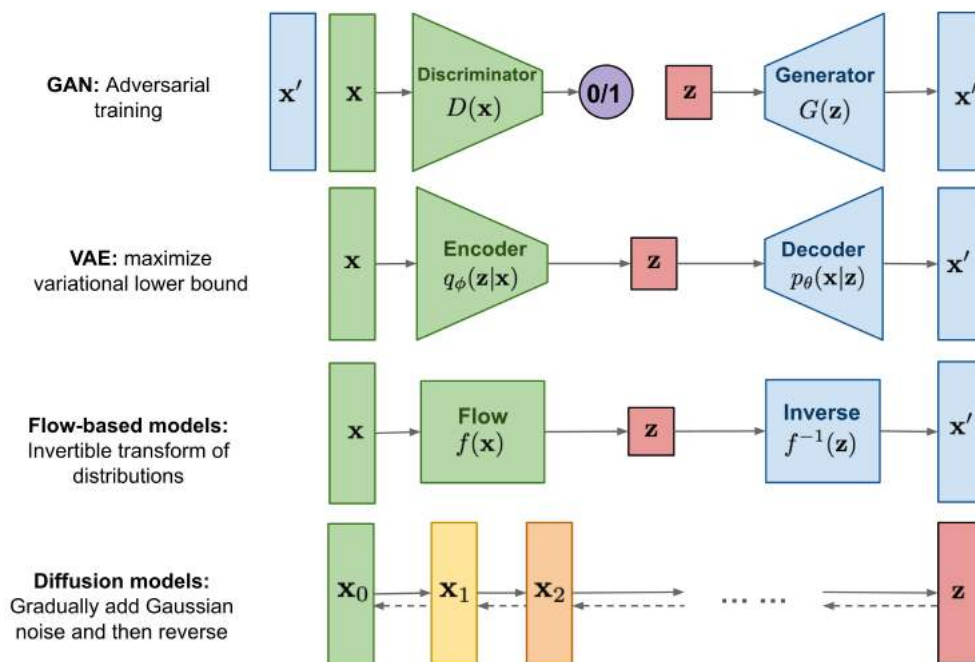 GAN: Adversarial
training
x′
x
Discriminator
D(x)
0/1
z
Generator
G(z)
x′
VAE: maximize
variational lower bound
x
Encoder
qϕ(z|x)
z
Decoder
pθ(x|z)
x′
Flow-based models:
Invertible transform of
distributions
x
Flow
f(x)
z
Inverse
f⁻¹(z)
x′
Diffusion models:
Gradually add Gaussian
noise and then reverse
x₀
x₁
x₂
... ...
z